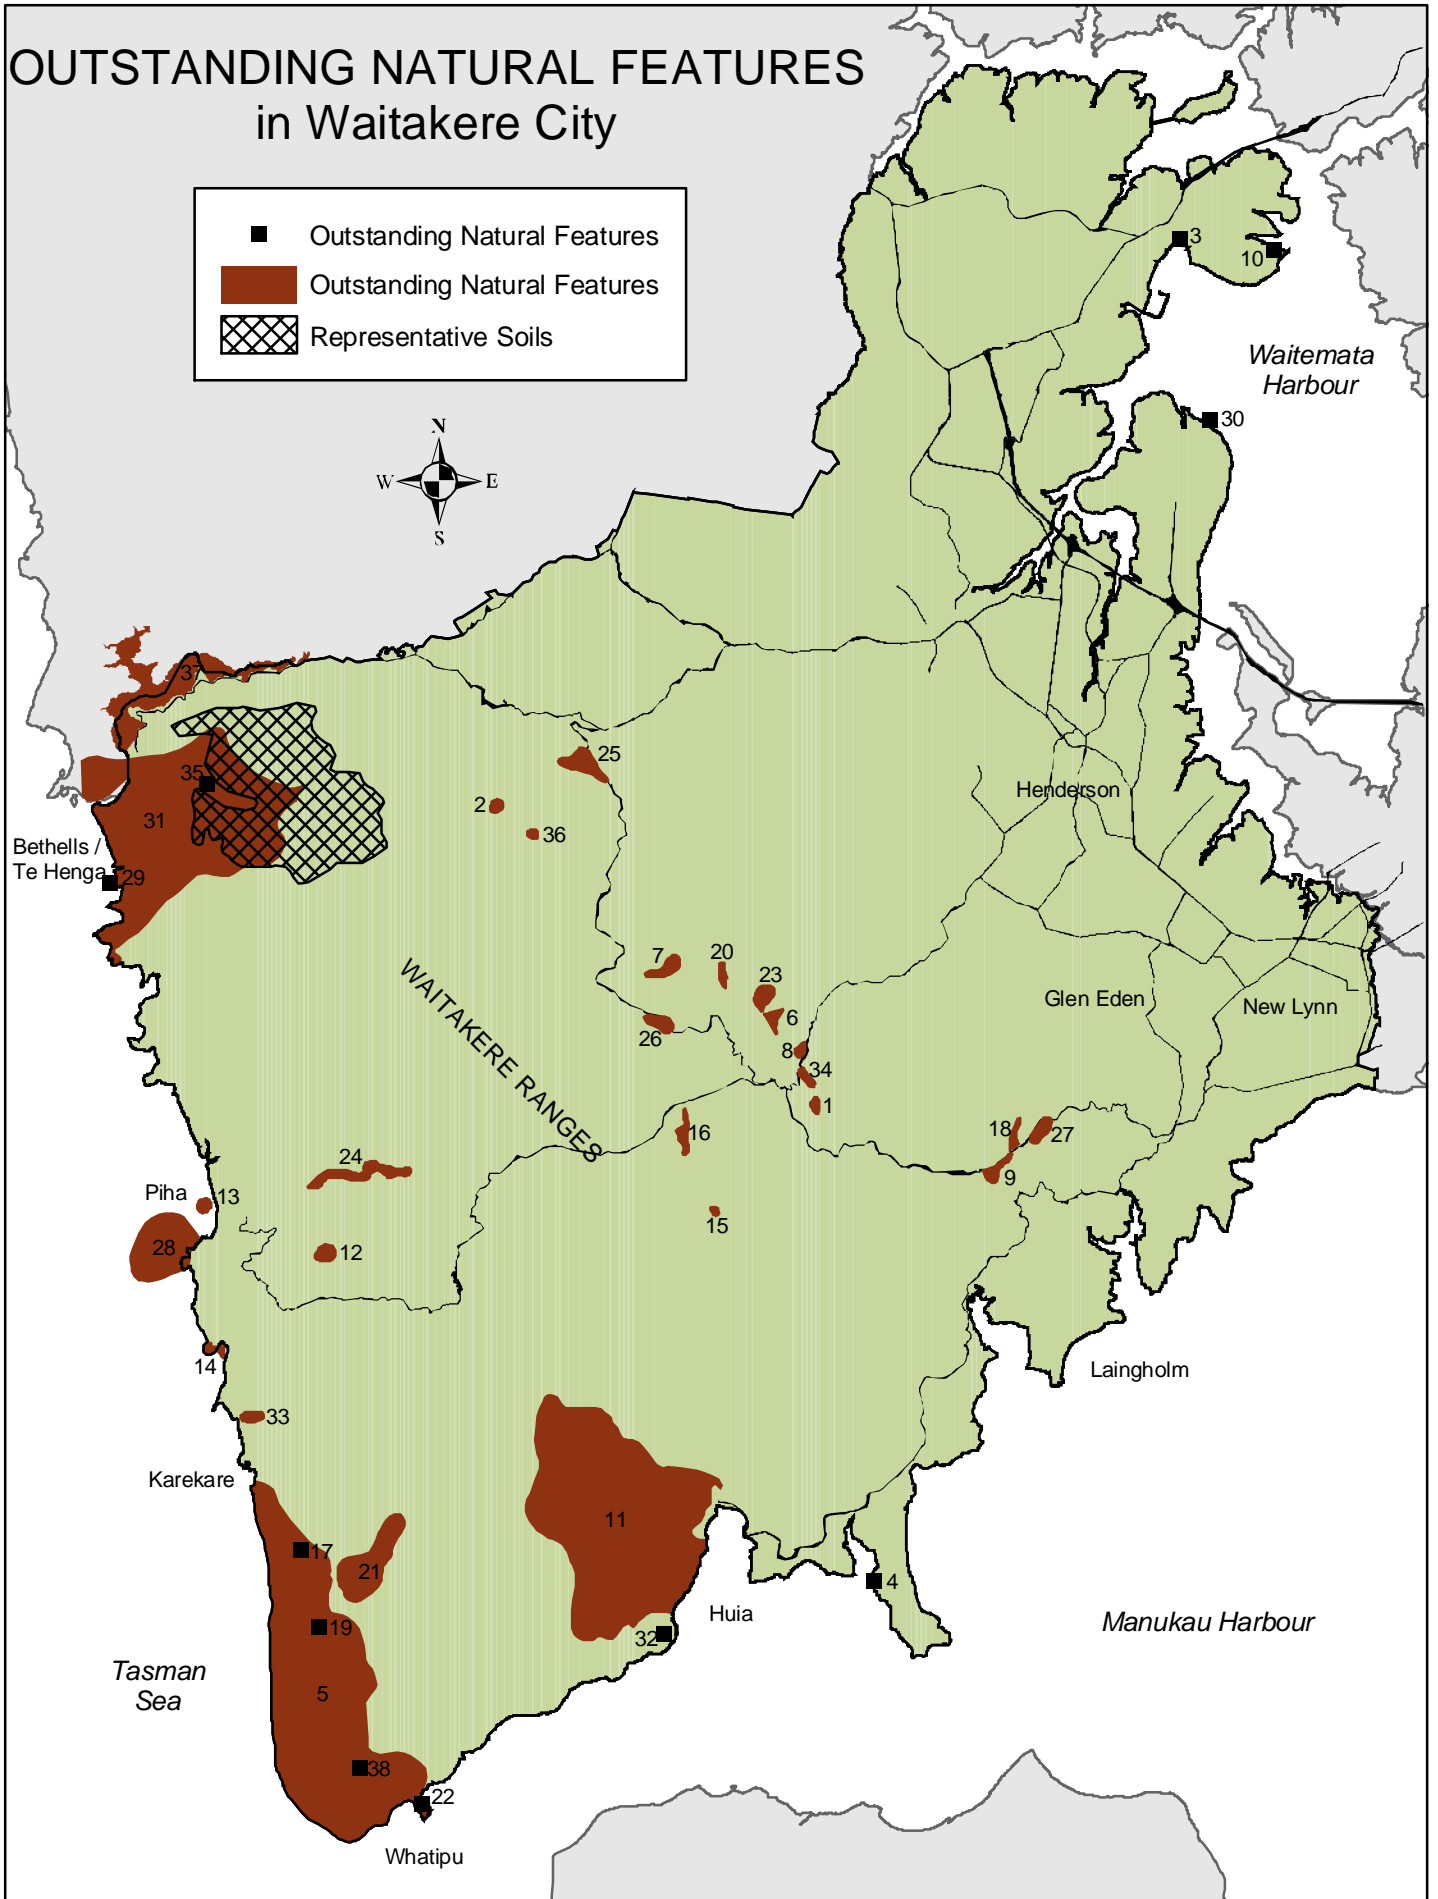 OUTSTANDING NATURAL FEATURES
in Waitakere City
Outstanding Natural Features
Outstanding Natural Features
Representative Soils
N
W
E
S
3
10
Waitemata
Harbour
30
37
25
35
2
Henderson
31
36
Bethells /
Te Henga
29
7
20
23
WAITAKERE RANGES
Glen Eden
New Lynn
6
26
8
34
1
16
18
27
24
9
Piha
13
15
28
12
14
Laingholm
33
Karekare
11
17
21
4
Huia
Manukau Harbour
19
32
Tasman
Sea
5
38
22
Whatipu